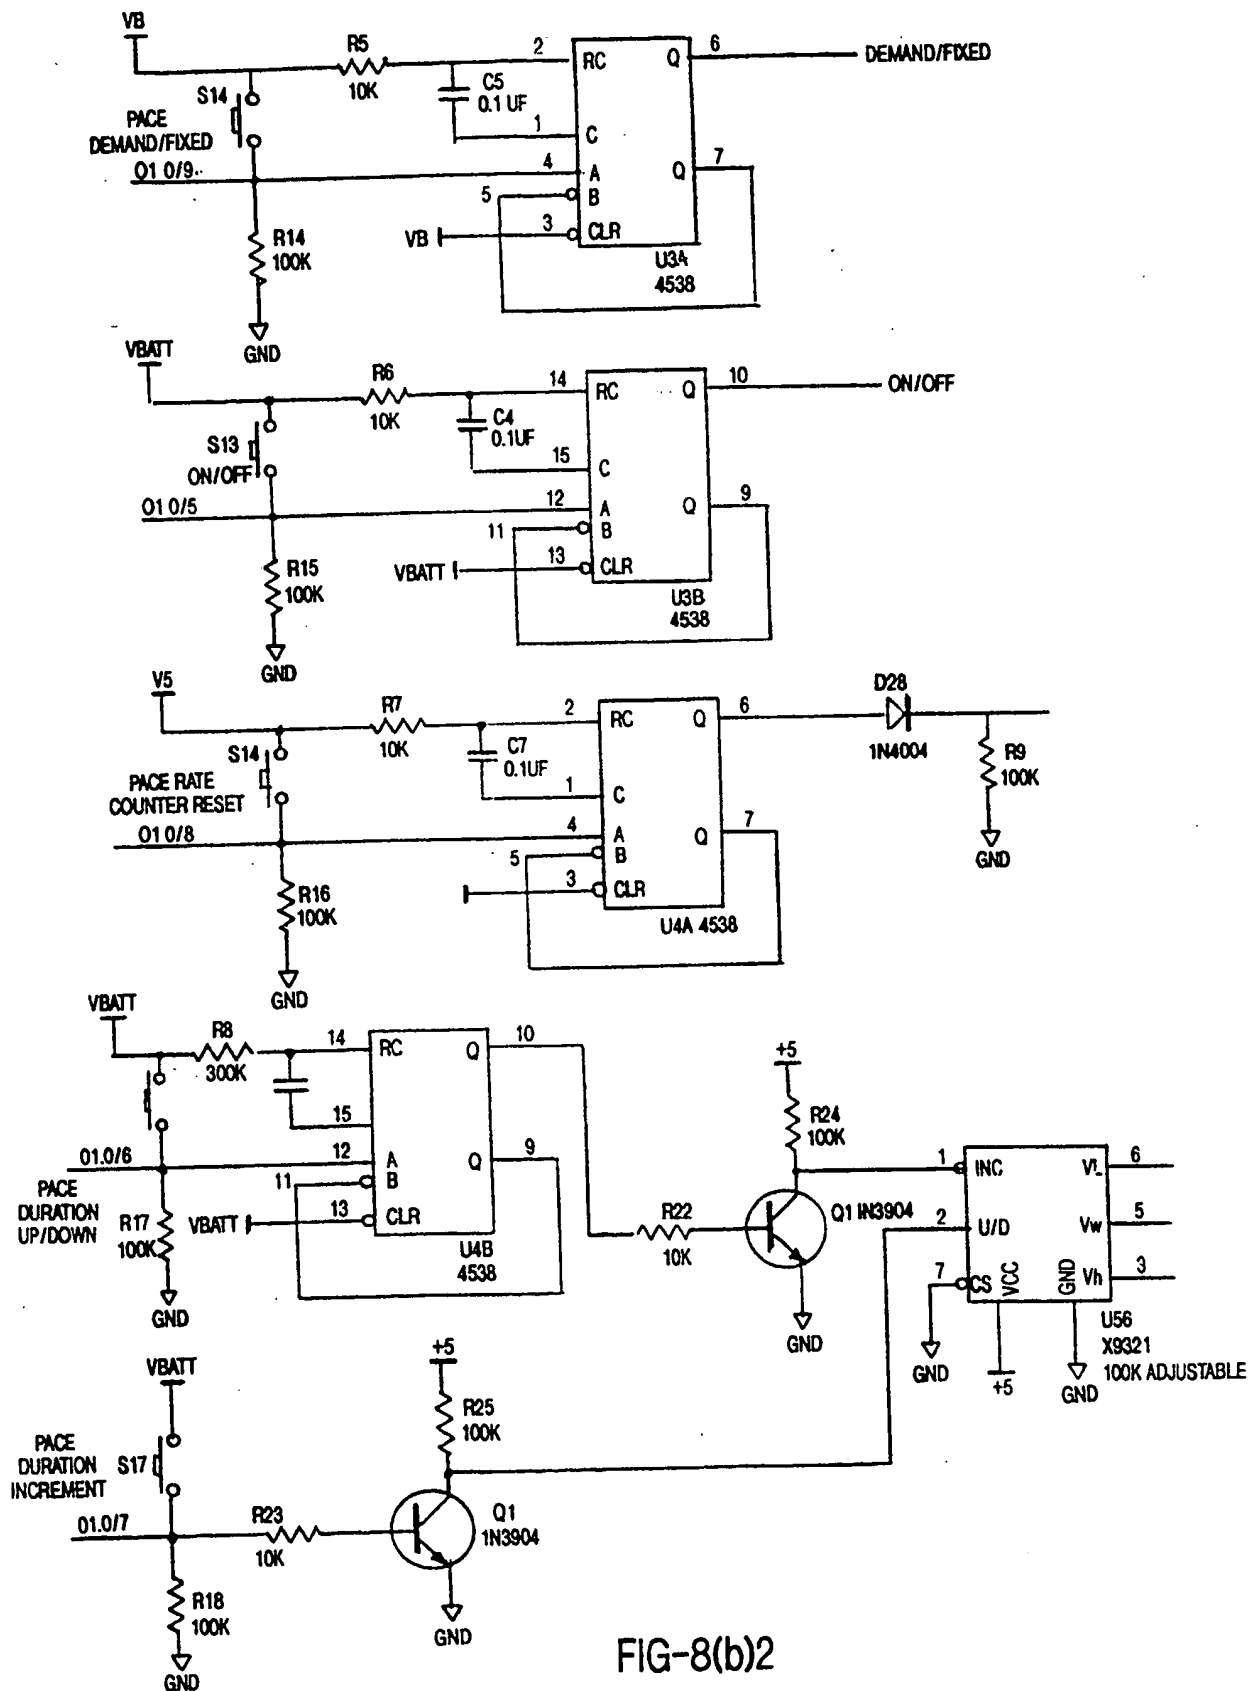 VB
R5
10K
2
RC
Q
6
DEMAND/FIXED
S14
C5
0.1 UF
PACE
DEMAND/FIXED
1
C
01 0/9
4
A
Q
7
5
B
VB
3
CLR
R14
100K
U3A
4538
GND
VBATT
R6
10K
14
RC
Q
10
ON/OFF
S13
ON/OFF
C4
0.1UF
15
C
01 0/5
12
A
Q
9
11
B
VBATT
13
CLR
R15
100K
U3B
4538
GND
V5
R7
10K
2
RC
Q
6
D28
1N4004
S14
C7
0.1UF
R9
100K
PACE RATE
COUNTER RESET
1
C
01 0/8
4
A
Q
7
5
B
GND
3
CLR
R16
100K
U4A 4538
GND
VBATT
R8
300K
14
RC
Q
10
+5
15
R24
100K
01.0/6
12
A
Q
9
1
INC
VL
6
PACE
DURATION
UP/DOWN
11
B
R17
100K
VBATT
13
CLR
R22
10K
Q1 1N3904
2
U/D
Vw
5
U4B
4538
7
CS
VCC
GND
Vh
3
GND
GND
GND
+5
GND
U56
X9321
100K ADJUSTABLE
VBATT
+5
R25
100K
PACE
DURATION
INCREMENT
S17
01.0/7
R23
10K
Q1
1N3904
R18
100K
GND
GND
FIG-8(b)2